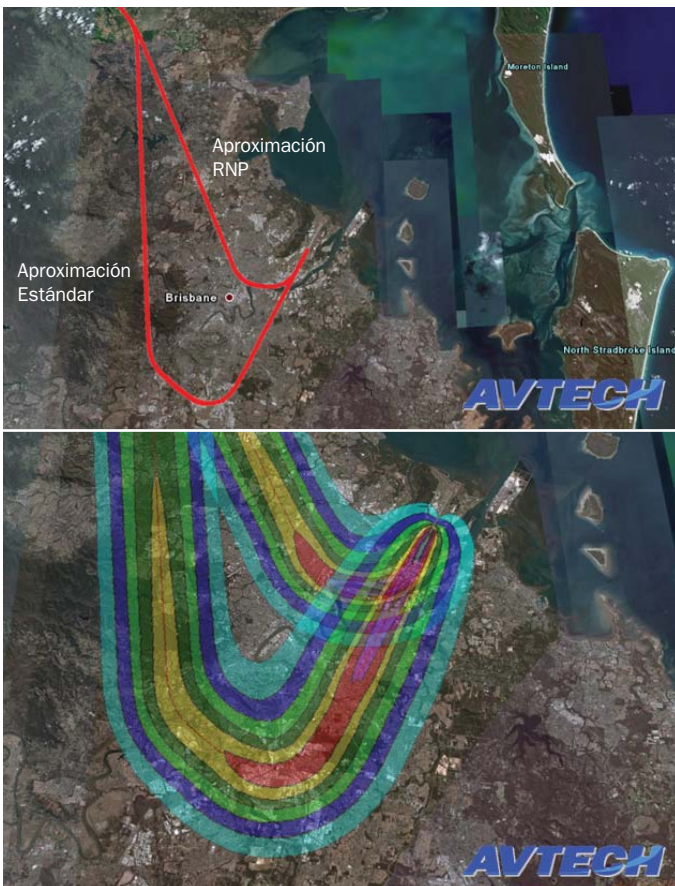 Moreton Island
Aproximación
RNP
Aproximación
Estándar
Brisbane
North Stradbroke Island
AVTECH
AVTECH